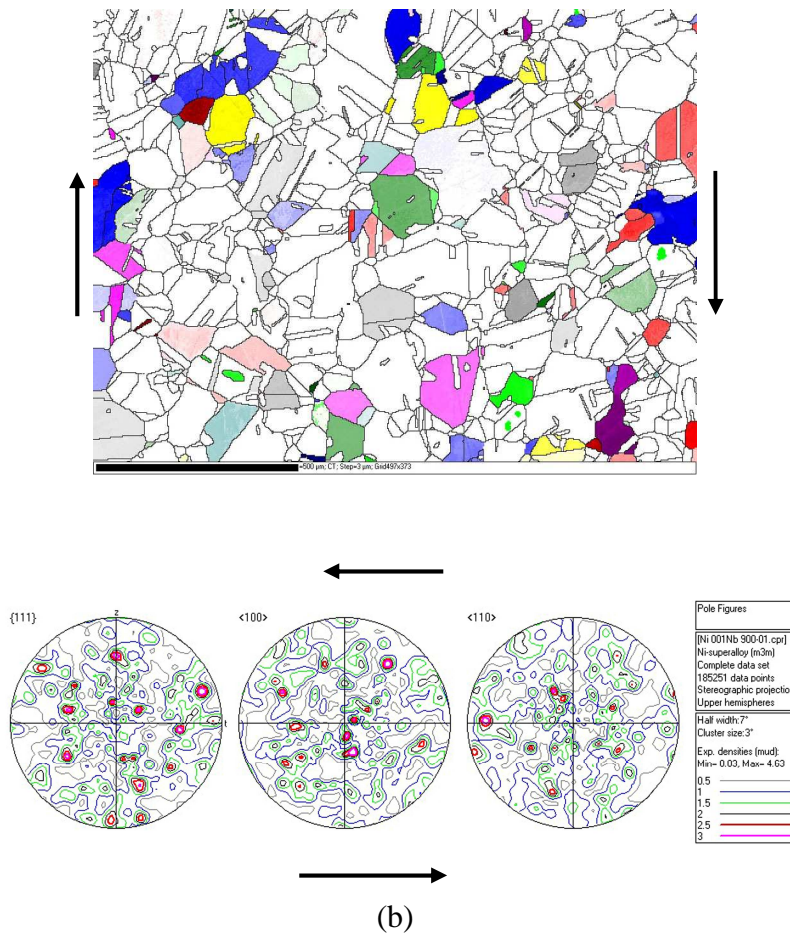 =500 µm; CT; Step=3 µm; Grid497x373
{111}
z
t
<100>
<110>
Pole Figures
[Ni 001Nb 900-01.cpr]
Ni-superalloy (m3m)
Complete data set
185251 data points
Stereographic projectio
Upper hemispheres
Half width:7°
Cluster size:3°
Exp. densities (mud):
Min= 0.03, Max= 4.63
0.5
1
1.5
2
2.5
3
(b)